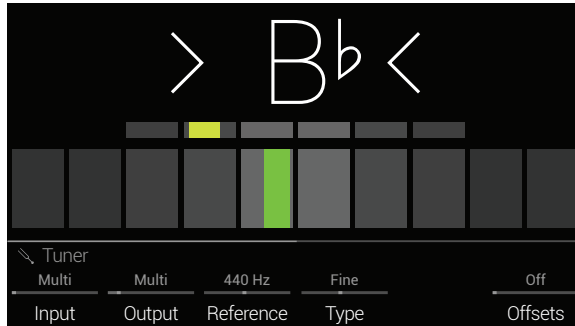 > B♭ <
Tuner
Multi Multi 440 Hz Fine Off
Input Output Reference Type Offsets